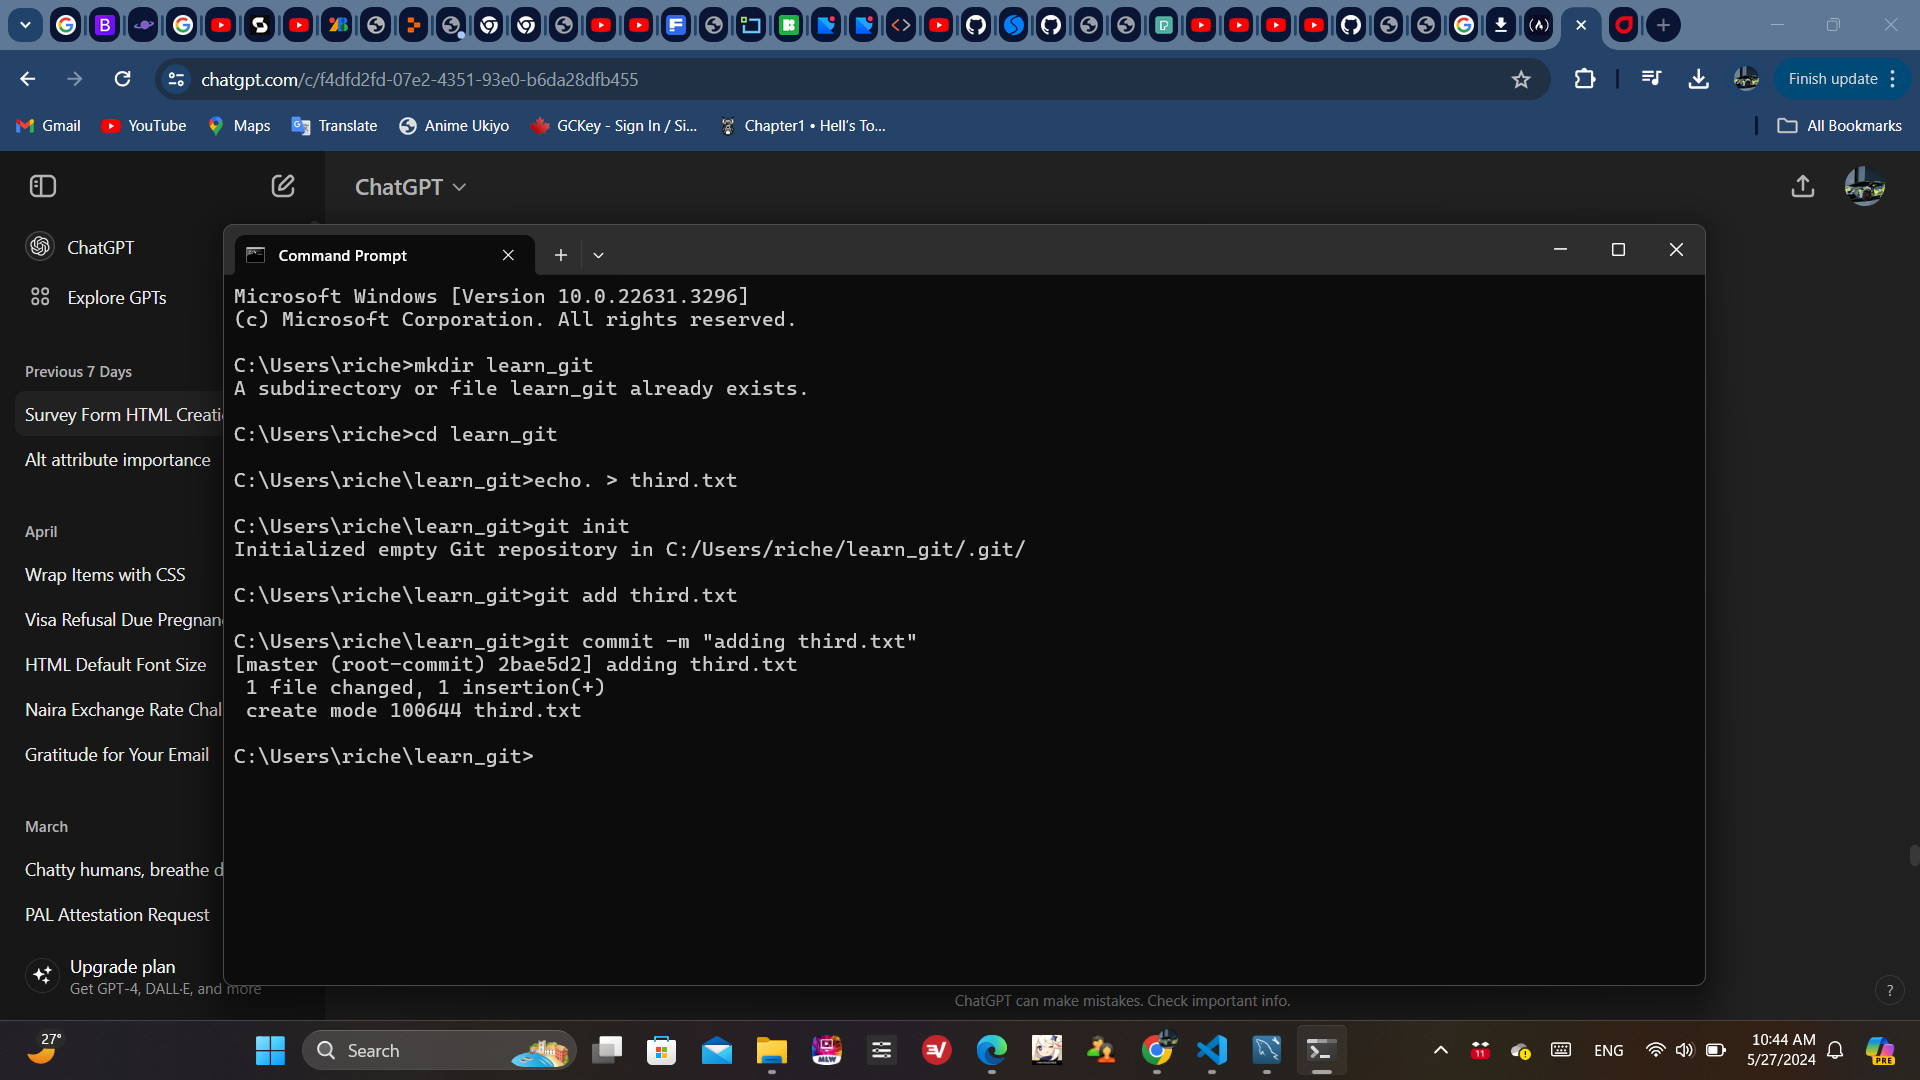 chatgpt.com/c/f4dfd2fd-07e2-4351-93e0-b6da28dfb455
Finish update
Gmail
YouTube
Maps
Translate
Anime Ukiyo
GCKey - Sign In / Si...
Chapter1 • Hell's To...
All Bookmarks
ChatGPT
ChatGPT
Explore GPTs
Previous 7 Days
Survey Form HTML Creati
Alt attribute importance
April
Wrap Items with CSS
Visa Refusal Due Pregnan
HTML Default Font Size
Naira Exchange Rate Chal
Gratitude for Your Email
March
Chatty humans, breathe d
PAL Attestation Request
Upgrade plan
Get GPT-4, DALL·E, and more
Command Prompt
Microsoft Windows [Version 10.0.22631.3296]
(c) Microsoft Corporation. All rights reserved.
C:\Users\riche>mkdir learn_git
A subdirectory or file learn_git already exists.
C:\Users\riche>cd learn_git
C:\Users\riche\learn_git>echo. > third.txt
C:\Users\riche\learn_git>git init
Initialized empty Git repository in C:/Users/riche/learn_git/.git/
C:\Users\riche\learn_git>git add third.txt
C:\Users\riche\learn_git>git commit -m "adding third.txt"
[master (root-commit) 2bae5d2] adding third.txt
1 file changed, 1 insertion(+)
create mode 100644 third.txt
C:\Users\riche\learn_git>
ChatGPT can make mistakes. Check important info.
?
27°
Search
MLW
11
ENG
10:44 AM
5/27/2024
PRE